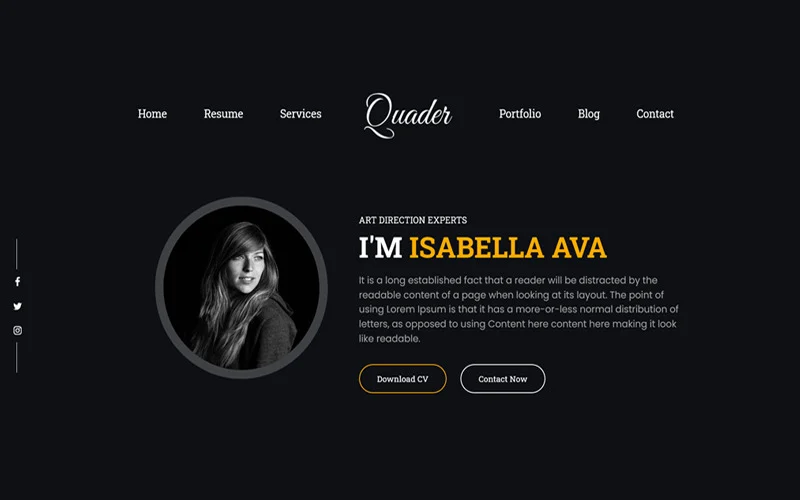 Home Resume Services Quader Portfolio Blog Contact
ART DIRECTION EXPERTS
I'M ISABELLA AVA
It is a long established fact that a reader will be distracted by the
readable content of a page when looking at its layout. The point of
using Lorem Ipsum is that it has a more-or-less normal distribution of
letters, as opposed to using Content here content here making it look
like readable.
Download CV Contact Now